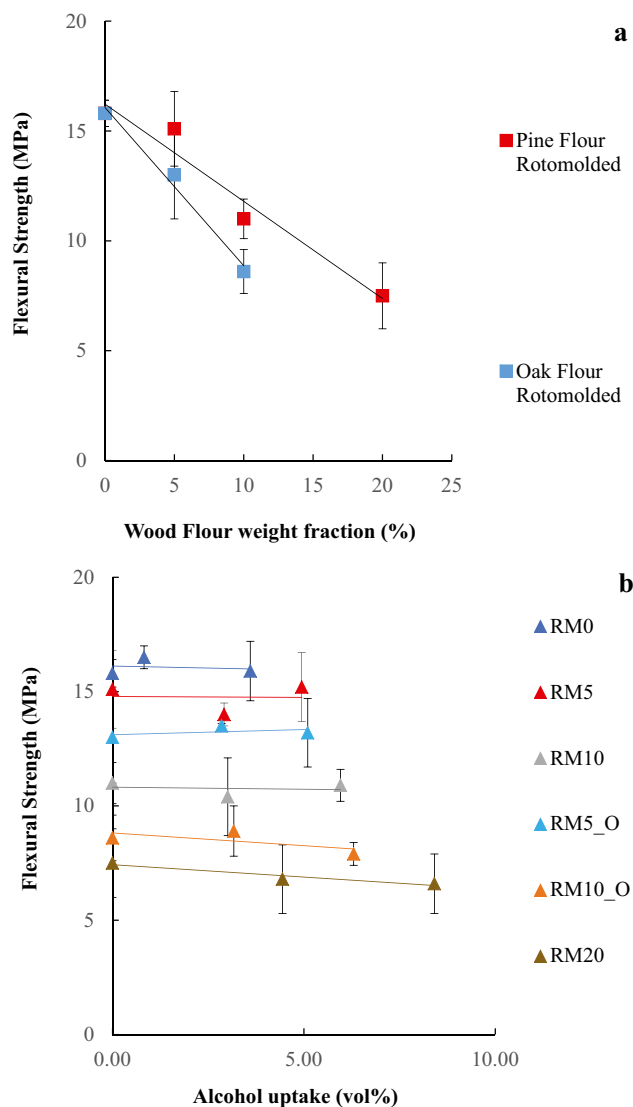 a
Flexural Strength (MPa)
20
15
10
5
0
0 5 10 15 20 25
Wood Flour weight fraction (%)
Pine Flour
Rotomolded
Oak Flour
Rotomolded
b
Flexural Strength (MPa)
20
15
10
5
0
0.00 5.00 10.00
Alcohol uptake (vol%)
RM0
RM5
RM10
RM5_O
RM10_O
RM20